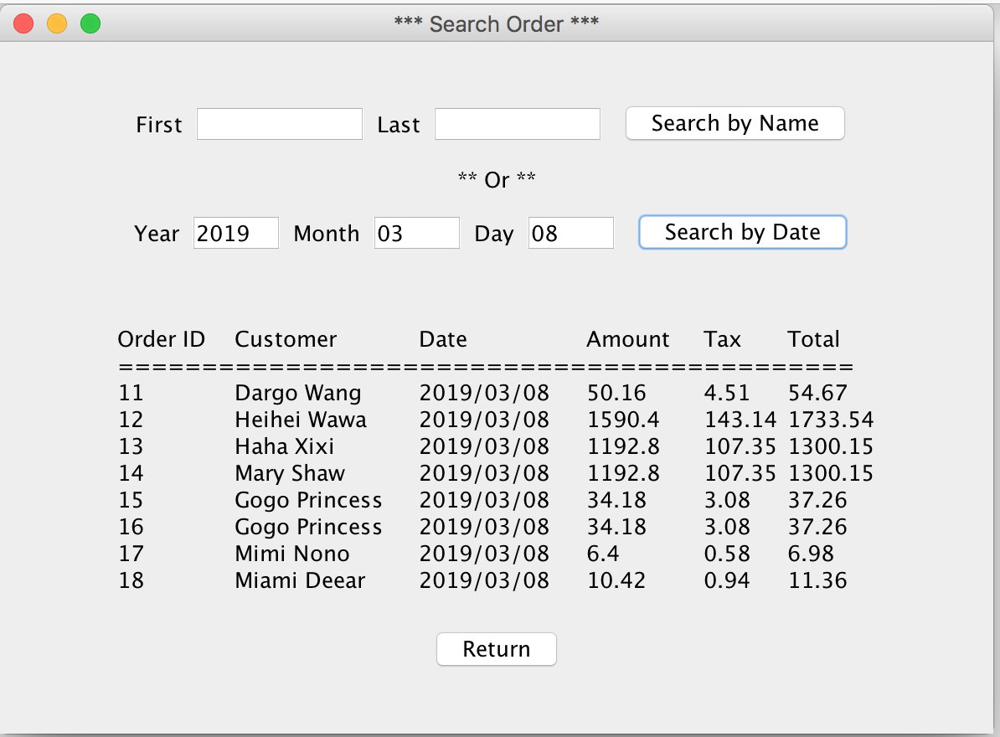 *** Search Order ***
First Last Search by Name
** Or **
Year 2019 Month 03 Day 08 Search by Date
Order ID Customer Date Amount Tax Total
============================================
11 Dargo Wang 2019/03/08 50.16 4.51 54.67
12 Heihei Wawa 2019/03/08 1590.4 143.14 1733.54
13 Haha Xixi 2019/03/08 1192.8 107.35 1300.15
14 Mary Shaw 2019/03/08 1192.8 107.35 1300.15
15 Gogo Princess 2019/03/08 34.18 3.08 37.26
16 Gogo Princess 2019/03/08 34.18 3.08 37.26
17 Mimi Nono 2019/03/08 6.4 0.58 6.98
18 Miami Deear 2019/03/08 10.42 0.94 11.36
Return